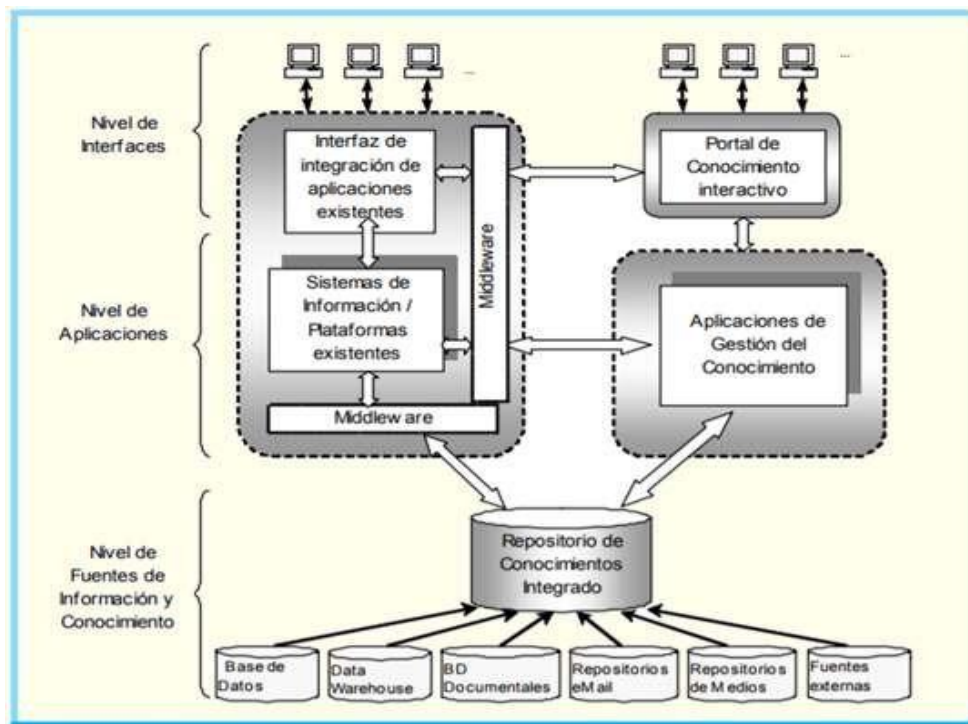 ...
...
Nivel de
Interfaces
Interfaz de
integración de
aplicaciones
existentes
Middleware
Portal de
Conocimiento
interactivo
Nivel de
Aplicaciones
Sistemas de
Información /
Plataformas
existentes
Middlew are
Aplicaciones de
Gestión del
Conocimiento
Nivel de
Fuentes de
Información y
Conocimiento
Repositorio de
Conocimientos
Integrado
Base de
Datos
Data
Warehouse
BD
Documentales
Repositorios
eMail
Repositorios
de Medios
Fuentes
externas